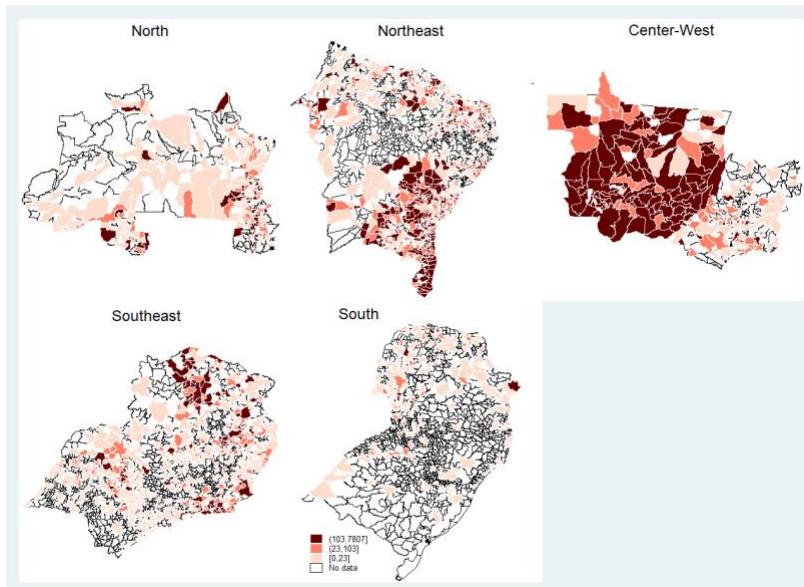 North
Northeast
Center-West
Southeast
South
(103,7807]
(23,103]
[0,23]
No data